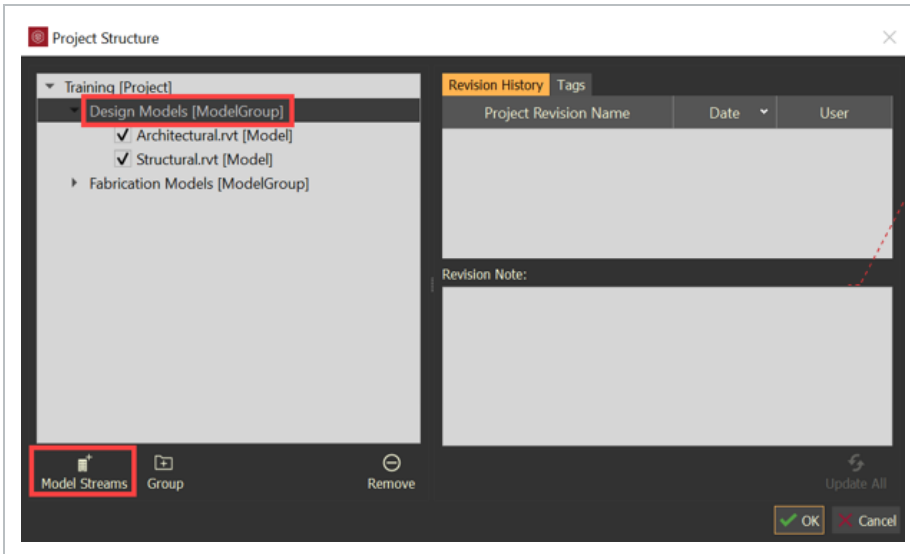 Project Structure
Training [Project]
Design Models [ModelGroup]
Architectural.rvt [Model]
Structural.rvt [Model]
Fabrication Models [ModelGroup]
Model Streams
Group
Remove
Revision History
Tags
Project Revision Name
Date
User
Revision Note:
Update All
OK
Cancel